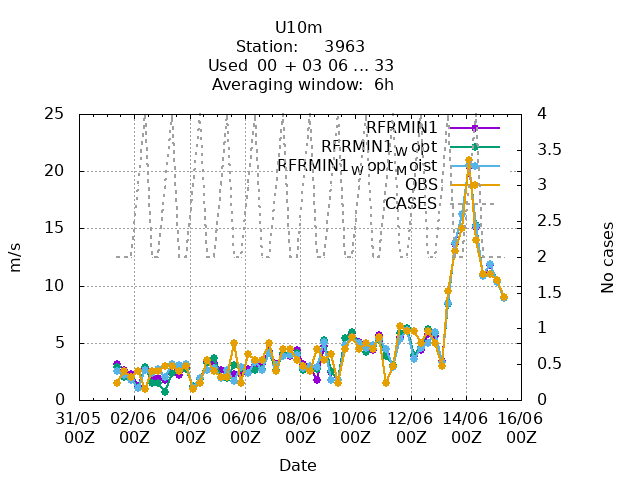 U10m
Station: 3963
Used 00 + 03 06 ... 33
Averaging window: 6h
25
20
15
10
5
0
m/s
4
3.5
3
2.5
2
1.5
1
0.5
0
No cases
RFRMIN1
RFRMIN1_W opt
RFRMIN1_W opt_M oist
OBS
CASES
31/05 02/06 04/06 06/06 08/06 10/06 12/06 14/06 16/06
00Z 00Z 00Z 00Z 00Z 00Z 00Z 00Z 00Z
Date